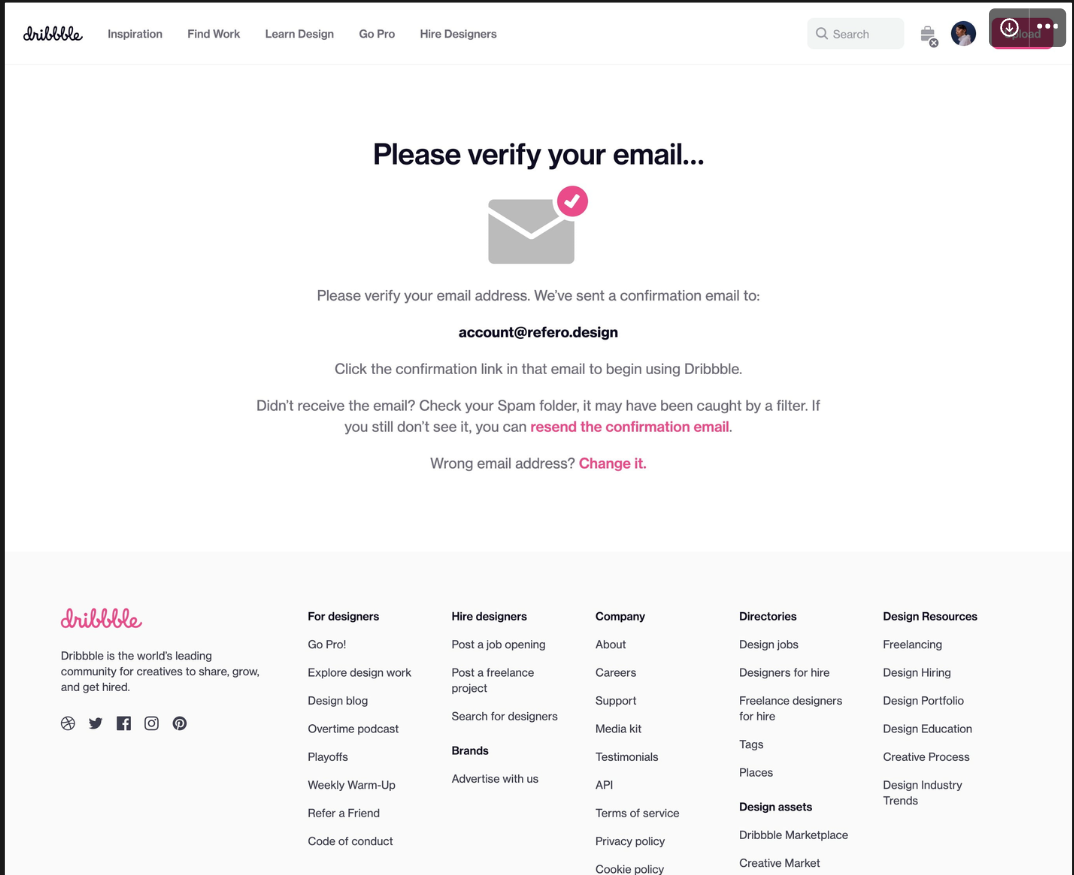 dribbble
Inspiration
Find Work
Learn Design
Go Pro
Hire Designers
Search
Please verify your email...
Please verify your email address. We've sent a confirmation email to:
account@refero.design
Click the confirmation link in that email to begin using Dribbble.
Didn't receive the email? Check your Spam folder, it may have been caught by a filter. If
you still don't see it, you can resend the confirmation email.
Wrong email address? Change it.
dribbble
Dribbble is the world's leading
community for creatives to share, grow,
and get hired.
For designers
Go Pro!
Explore design work
Design blog
Overtime podcast
Playoffs
Weekly Warm-Up
Refer a Friend
Code of conduct
Hire designers
Post a job opening
Post a freelance
project
Search for designers
Brands
Advertise with us
Company
About
Careers
Support
Media kit
Testimonials
API
Terms of service
Privacy policy
Cookie policy
Directories
Design jobs
Designers for hire
Freelance designers
for hire
Tags
Places
Design assets
Dribbble Marketplace
Creative Market
Design Resources
Freelancing
Design Hiring
Design Portfolio
Design Education
Creative Process
Design Industry
Trends